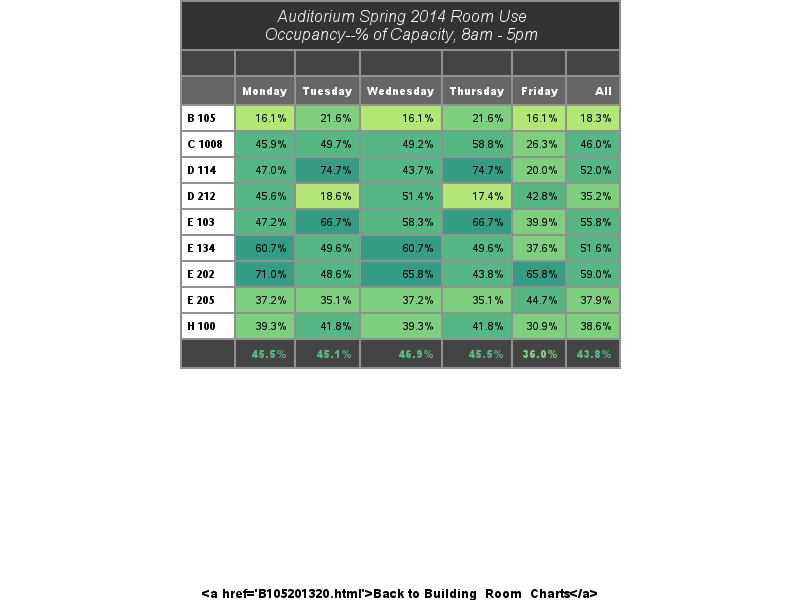 Auditorium Spring 2014 Room Use
Occupancy--% of Capacity, 8am - 5pm
Monday Tuesday Wednesday Thursday Friday All
B 105 16.1% 21.6% 16.1% 21.6% 16.1% 18.3%
C 1008 45.9% 49.7% 49.2% 58.8% 26.3% 46.0%
D 114 47.0% 74.7% 43.7% 74.7% 20.0% 52.0%
D 212 45.6% 18.6% 51.4% 17.4% 42.8% 35.2%
E 103 47.2% 66.7% 58.3% 66.7% 39.9% 55.8%
E 134 60.7% 49.6% 60.7% 49.6% 37.6% 51.6%
E 202 71.0% 48.6% 65.8% 43.8% 65.8% 59.0%
E 205 37.2% 35.1% 37.2% 35.1% 44.7% 37.9%
H 100 39.3% 41.8% 39.3% 41.8% 30.9% 38.6%
45.5% 45.1% 46.9% 45.5% 36.0% 43.8%
<a href='B105201320.html'>Back to Building_Room_Charts</a>